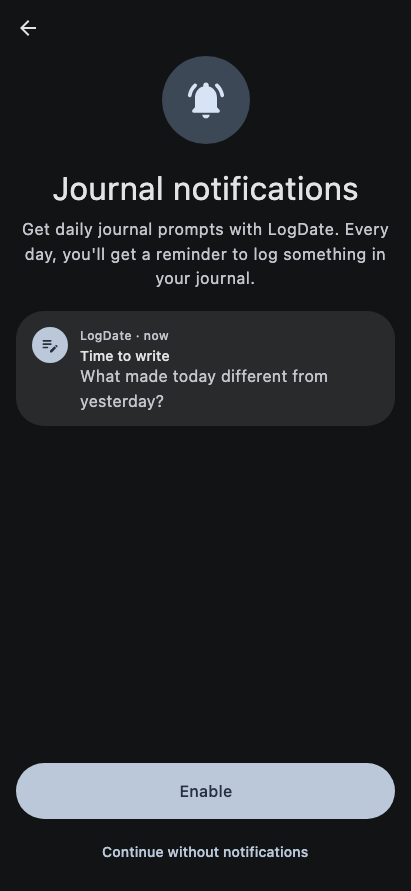 Journal notifications
Get daily journal prompts with LogDate. Every
day, you'll get a reminder to log something in
your journal.
LogDate · now
Time to write
What made today different from
yesterday?
Enable
Continue without notifications